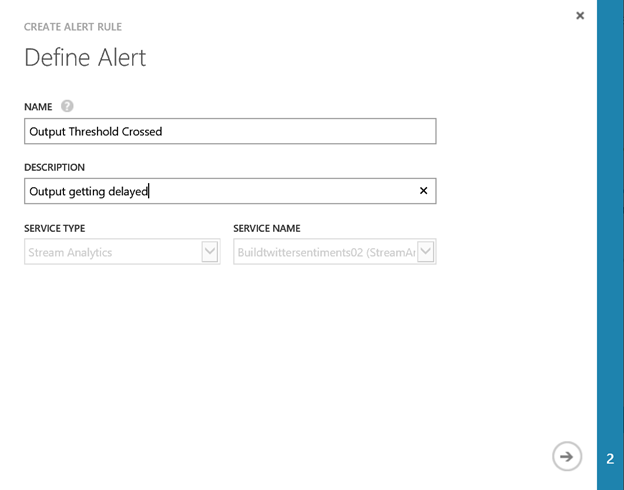 CREATE ALERT RULE
Define Alert
NAME ?
Output Threshold Crossed
DESCRIPTION
Output getting delayed
SERVICE TYPE SERVICE NAME
Stream Analytics Buildtwittersentiments02 (StreamAn
2